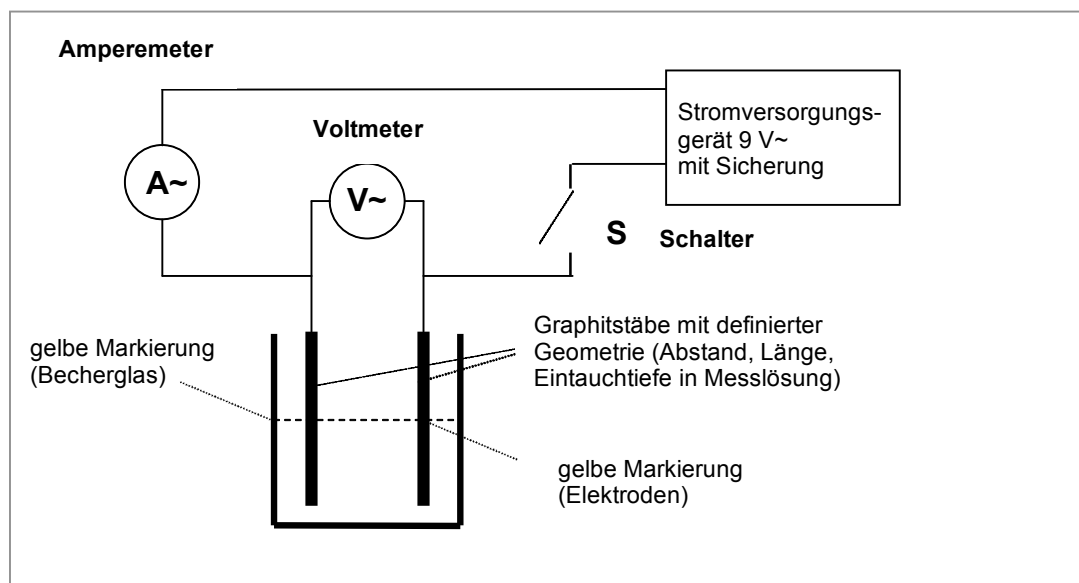 Amperemeter
Stromversorgungs-
gerät 9 V~
mit Sicherung
Voltmeter
A~
V~
S Schalter
Graphitstäbe mit definierter
Geometrie (Abstand, Länge,
Eintauchtiefe in Messlösung)
gelbe Markierung
(Becherglas)
gelbe Markierung
(Elektroden)